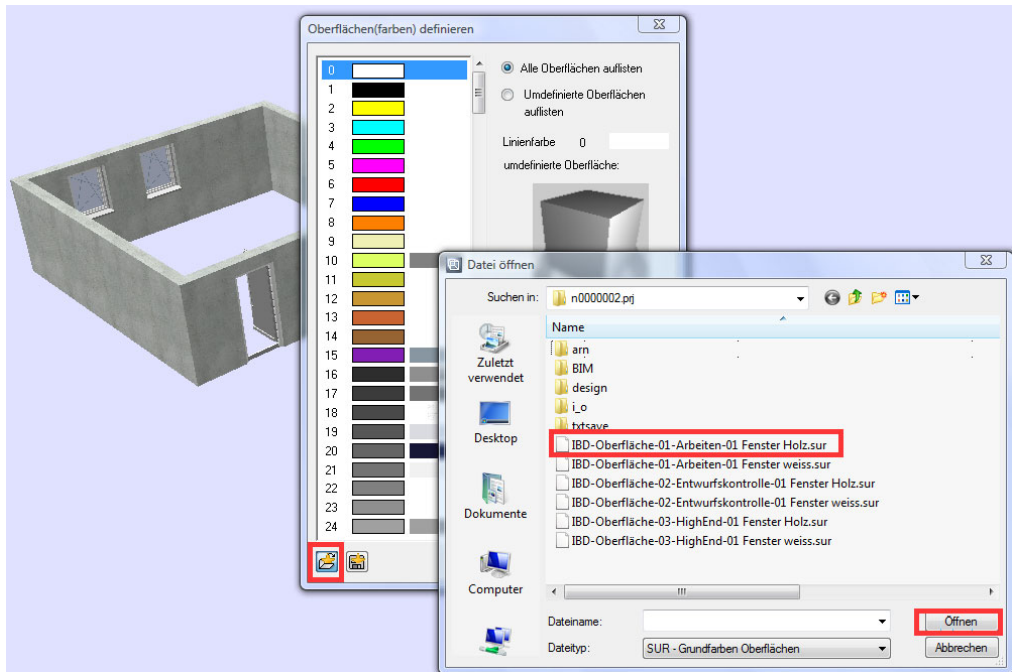 Oberflächen(farben) definieren
0
1
2
3
4
5
6
7
8
9
10
11
12
13
14
15
16
17
18
19
20
21
22
23
24
Alle Oberflächen auflisten
Umdefinierte Oberflächen
auflisten
Linienfarbe 0
umdefinierte Oberfläche:
Datei öffnen
Suchen in: n0000002.prj
Zuletzt
verwendet
Desktop
Dokumente
Computer
Name
arn
BIM
design
i_o
txtsave
IBD-Oberfläche-01-Arbeiten-01 Fenster Holz.sur
IBD-Oberfläche-01-Arbeiten-01 Fenster weiss.sur
IBD-Oberfläche-02-Entwurfskontrolle-01 Fenster Holz.sur
IBD-Oberfläche-02-Entwurfskontrolle-01 Fenster weiss.sur
IBD-Oberfläche-03-HighEnd-01 Fenster Holz.sur
IBD-Oberfläche-03-HighEnd-01 Fenster weiss.sur
Dateiname:
Öffnen
Dateityp: SUR - Grundfarben Oberflächen
Abbrechen